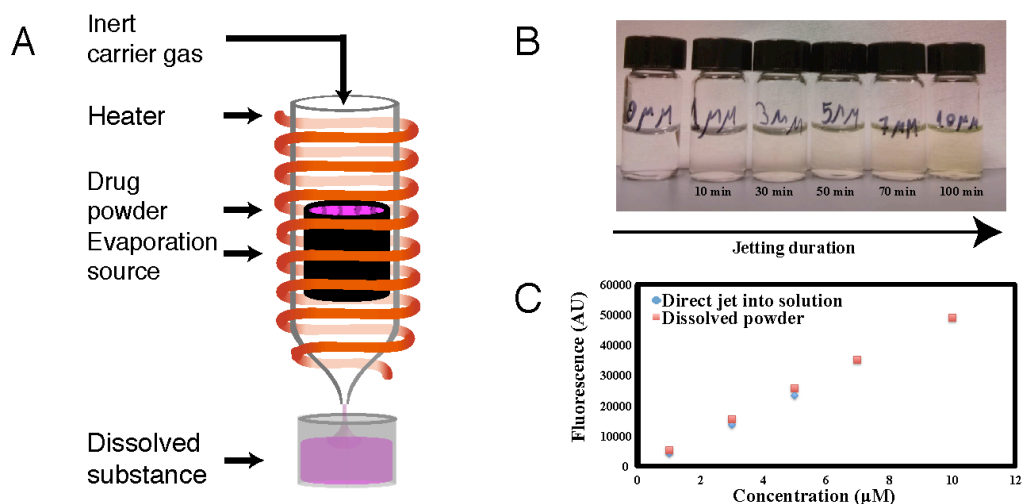 A
Inert
carrier gas
Heater
Drug
powder
Evaporation
source
Dissolved
substance
B
0µM
1µM
3µM
5µM
7µM
10µM
10 min
30 min
50 min
70 min
100 min
Jetting duration
C
Fluorescence (AU)
60000
50000
40000
30000
20000
10000
0
Direct jet into solution
Dissolved powder
0
2
4
6
8
10
12
Concentration (µM)